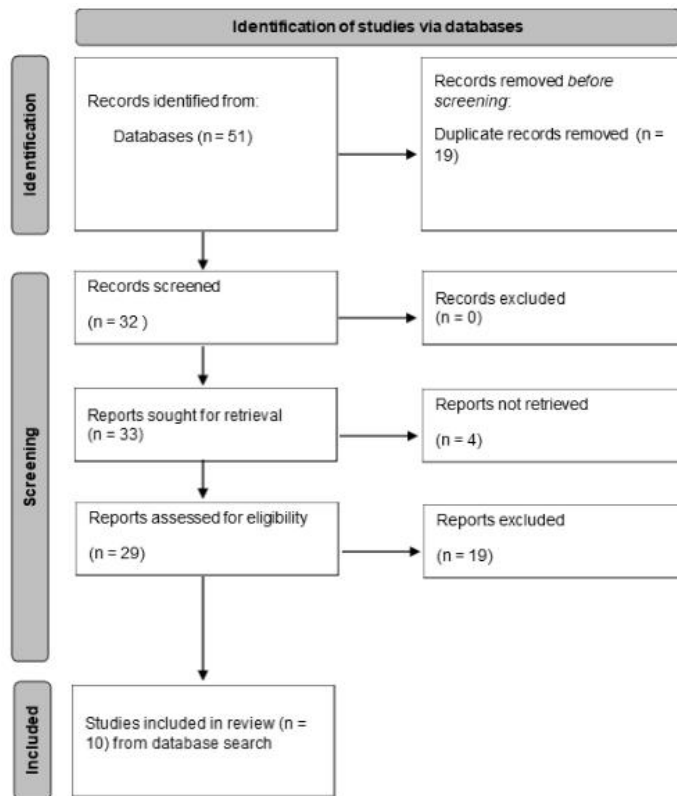 Identification of studies via databases
Identification
Records identified from:
Databases (n = 51)
Records removed before
screening:
Duplicate records removed (n =
19)
Screening
Records screened
(n = 32 )
Records excluded
(n = 0)
Reports sought for retrieval
(n = 33)
Reports not retrieved
(n = 4)
Reports assessed for eligibility
(n = 29)
Reports excluded
(n = 19)
Included
Studies included in review (n =
10) from database search